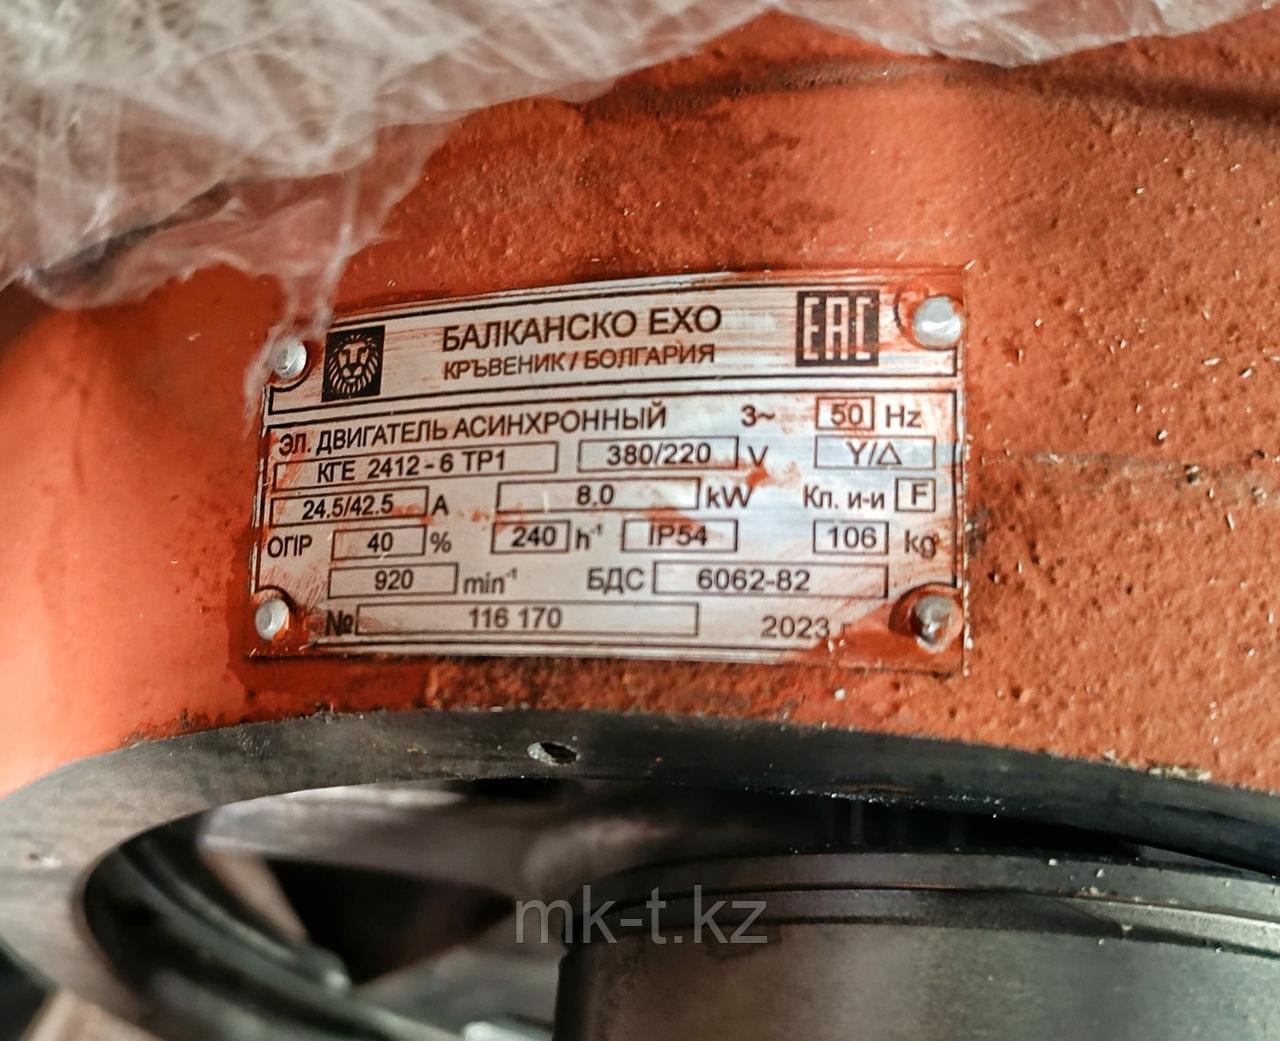 БАЛКАНСКО ЕХО
КРЪВЕНИК / БОЛГАРИЯ
EAC
ЭЛ. ДВИГАТЕЛЬ АСИНХРОННЫЙ 3~ 50 Hz
КГЕ 2412 - 6 ТР1 380/220 V Y/△
24.5/42.5 A 8.0 kW Кл. и-и F
ОПР 40 % 240 h⁻¹ IP54 106 kg
920 min⁻¹ БДС 6062-82
№ 116 170 2023 г
mk-t.kz